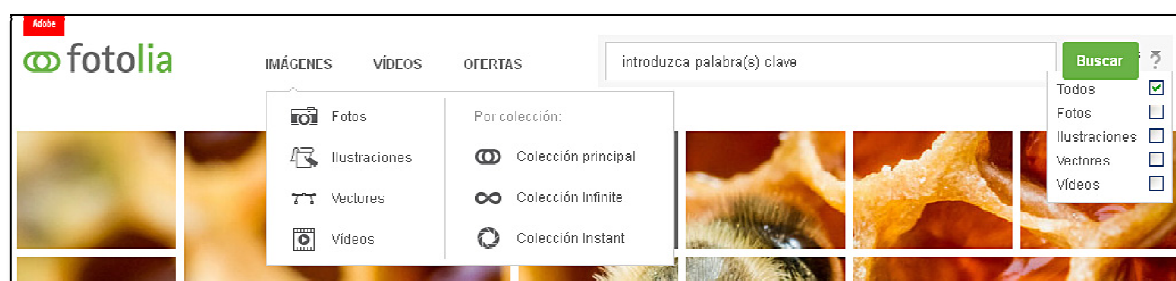 Adobe
fotolia
IMÁGENES VÍDEOS OFERTAS
introduzca palabra(s) clave
Buscar ?
Fotos
Ilustraciones
Vectores
Vídeos
Por colección:
Colección principal
Colección Infinite
Colección Instant
Todos
Fotos
Ilustraciones
Vectores
Vídeos